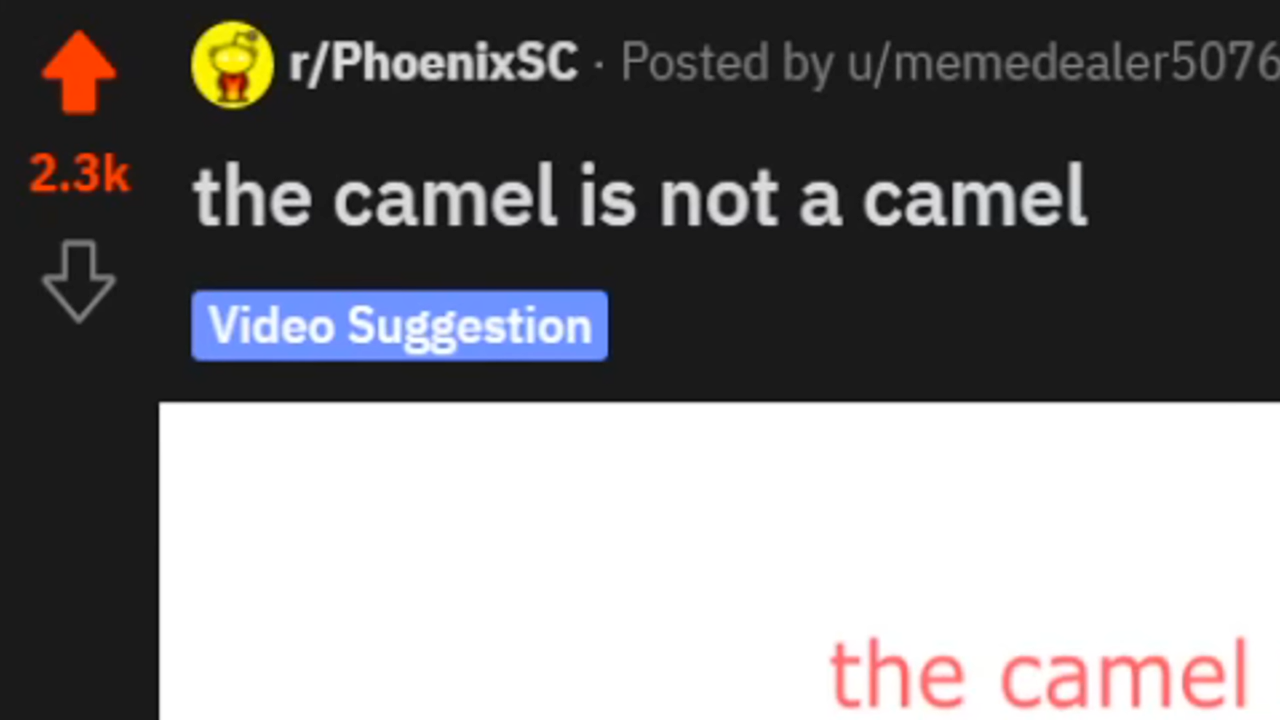 r/PhoenixSC · Posted by u/memedealer5076
2.3k
the camel is not a camel
Video Suggestion
the camel